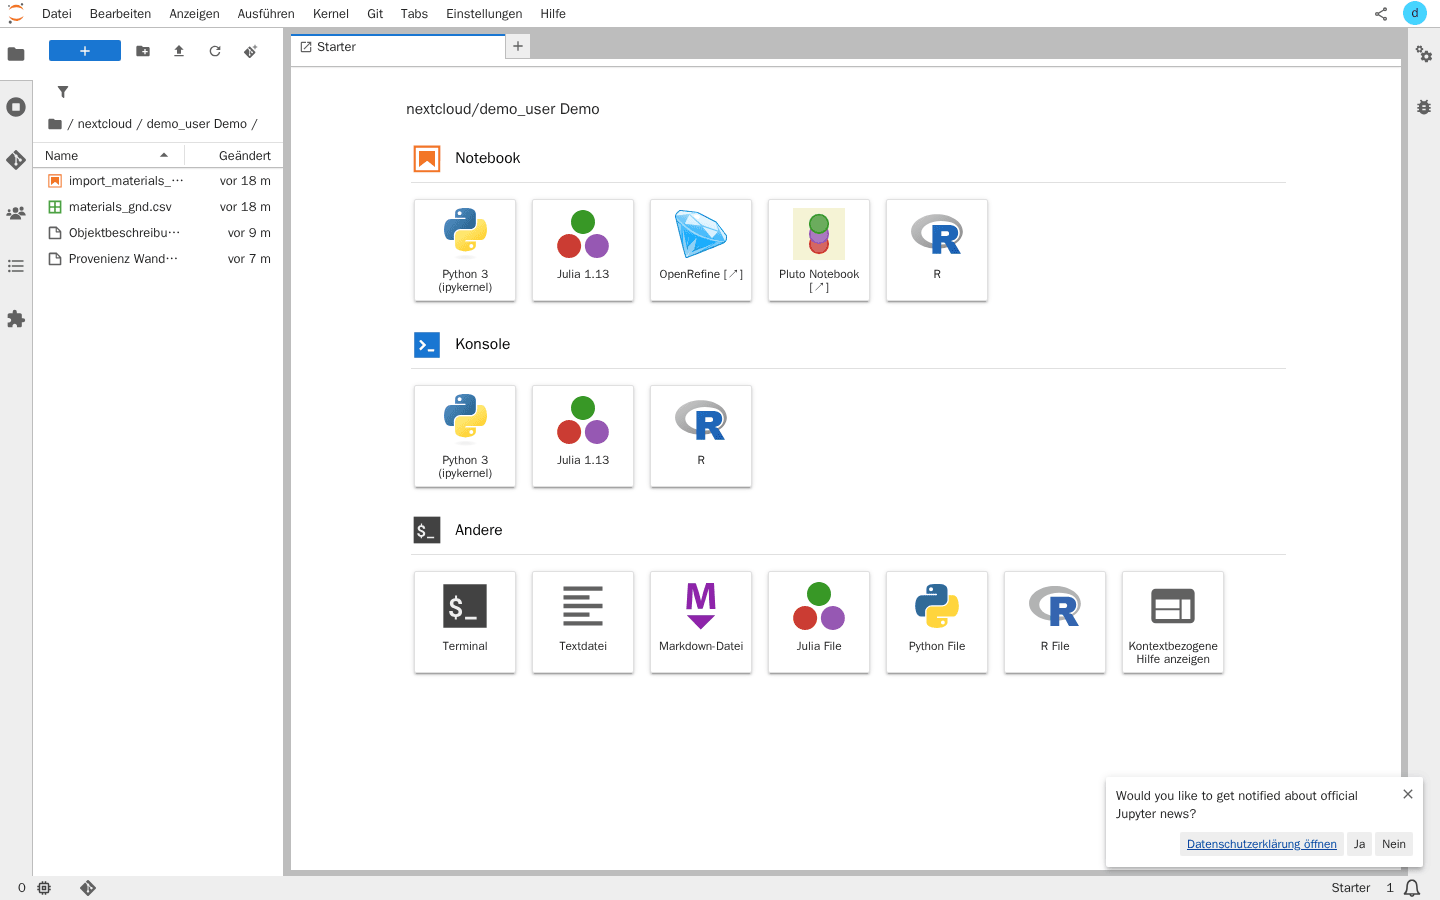 Datei Bearbeiten Anzeigen Ausführen Kernel Git Tabs Einstellungen Hilfe d
Starter
/ nextcloud / demo_user Demo /
Name Geändert
import_materials_··· vor 18 m
materials_gnd.csv vor 18 m
Objektbeschreibu··· vor 9 m
Provenienz Wand··· vor 7 m
nextcloud/demo_user Demo
Notebook
Python 3 (ipykernel)
Julia 1.13
OpenRefine [↗]
Pluto Notebook [↗]
R
Konsole
Python 3 (ipykernel)
Julia 1.13
R
$_ Andere
$_
Terminal
Textdatei
M
Markdown-Datei
Julia File
Python File
R File
Kontextbezogene Hilfe anzeigen
Would you like to get notified about official
Jupyter news?
Datenschutzerklärung öffnen Ja Nein
0 Starter 1